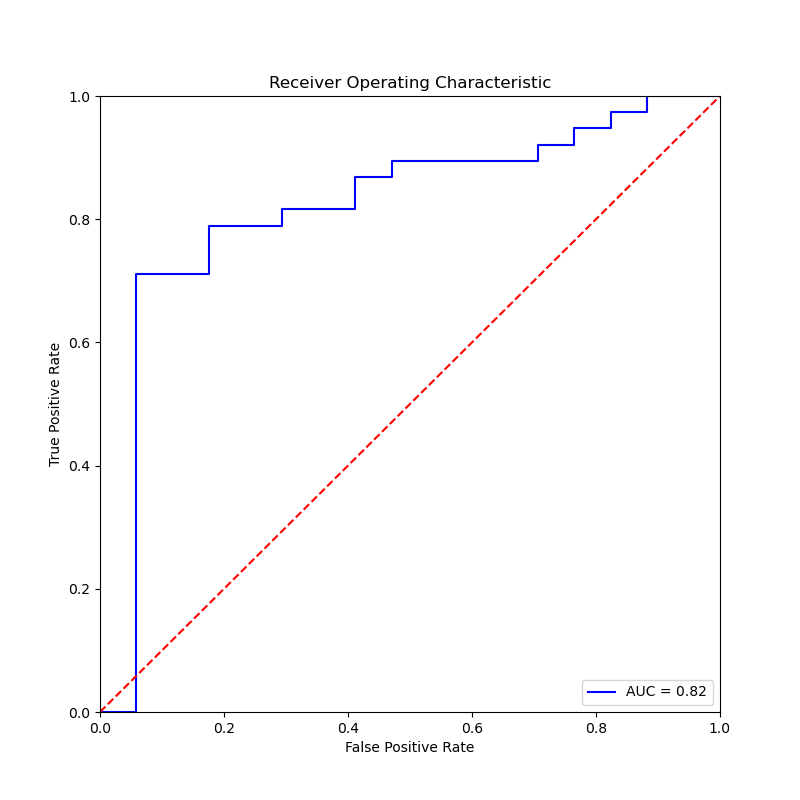 Receiver Operating Characteristic
1.0
0.8
0.6
0.4
0.2
0.0
True Positive Rate
AUC = 0.82
0.0 0.2 0.4 0.6 0.8 1.0
False Positive Rate